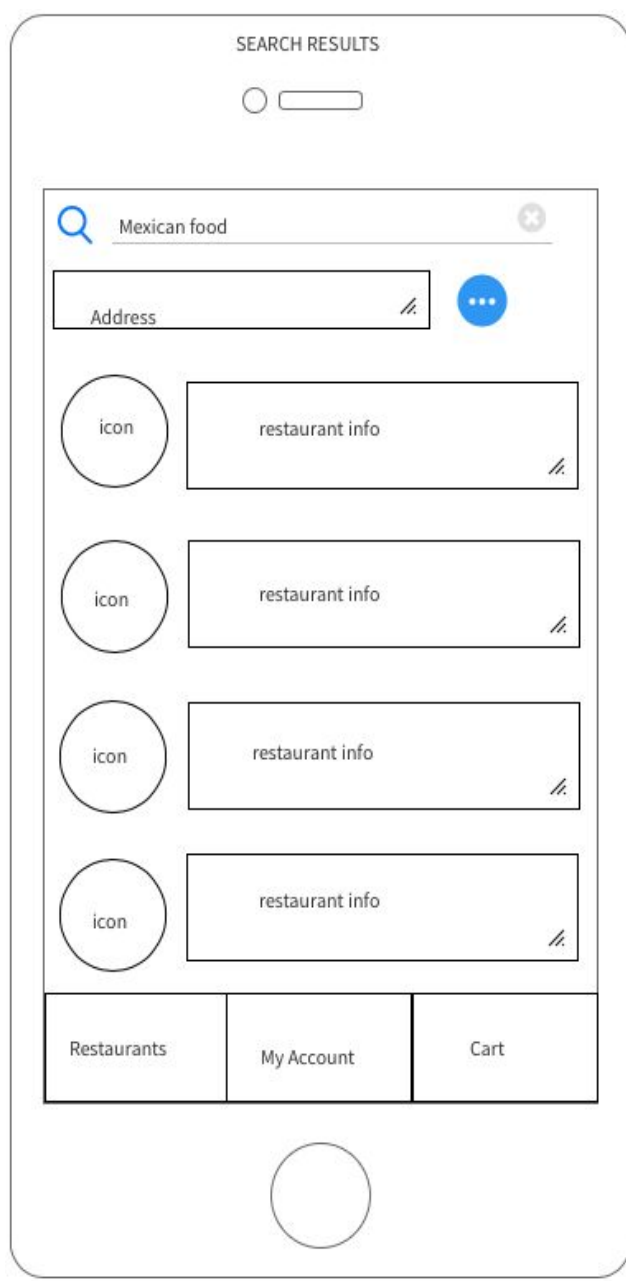 SEARCH RESULTS
Mexican food
Address
icon
restaurant info
icon
restaurant info
icon
restaurant info
icon
restaurant info
Restaurants
My Account
Cart